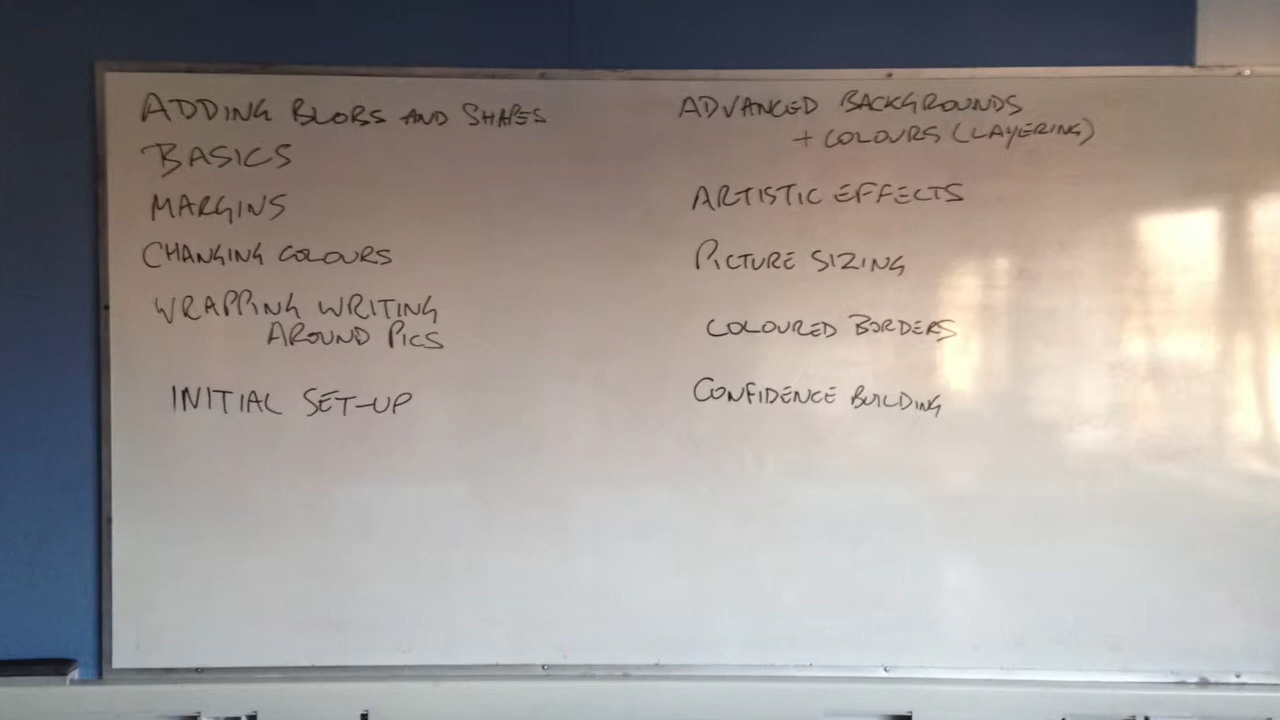 ADDING BLOBS AND SHAPES
BASICS
MARGINS
CHANGING COLOURS
WRAPPING WRITING
AROUND PICS
INITIAL SET-UP
ADVANCED BACKGROUNDS
+ COLOURS (LAYERING)
ARTISTIC EFFECTS
PICTURE SIZING
COLOURED BORDERS
CONFIDENCE BUILDING